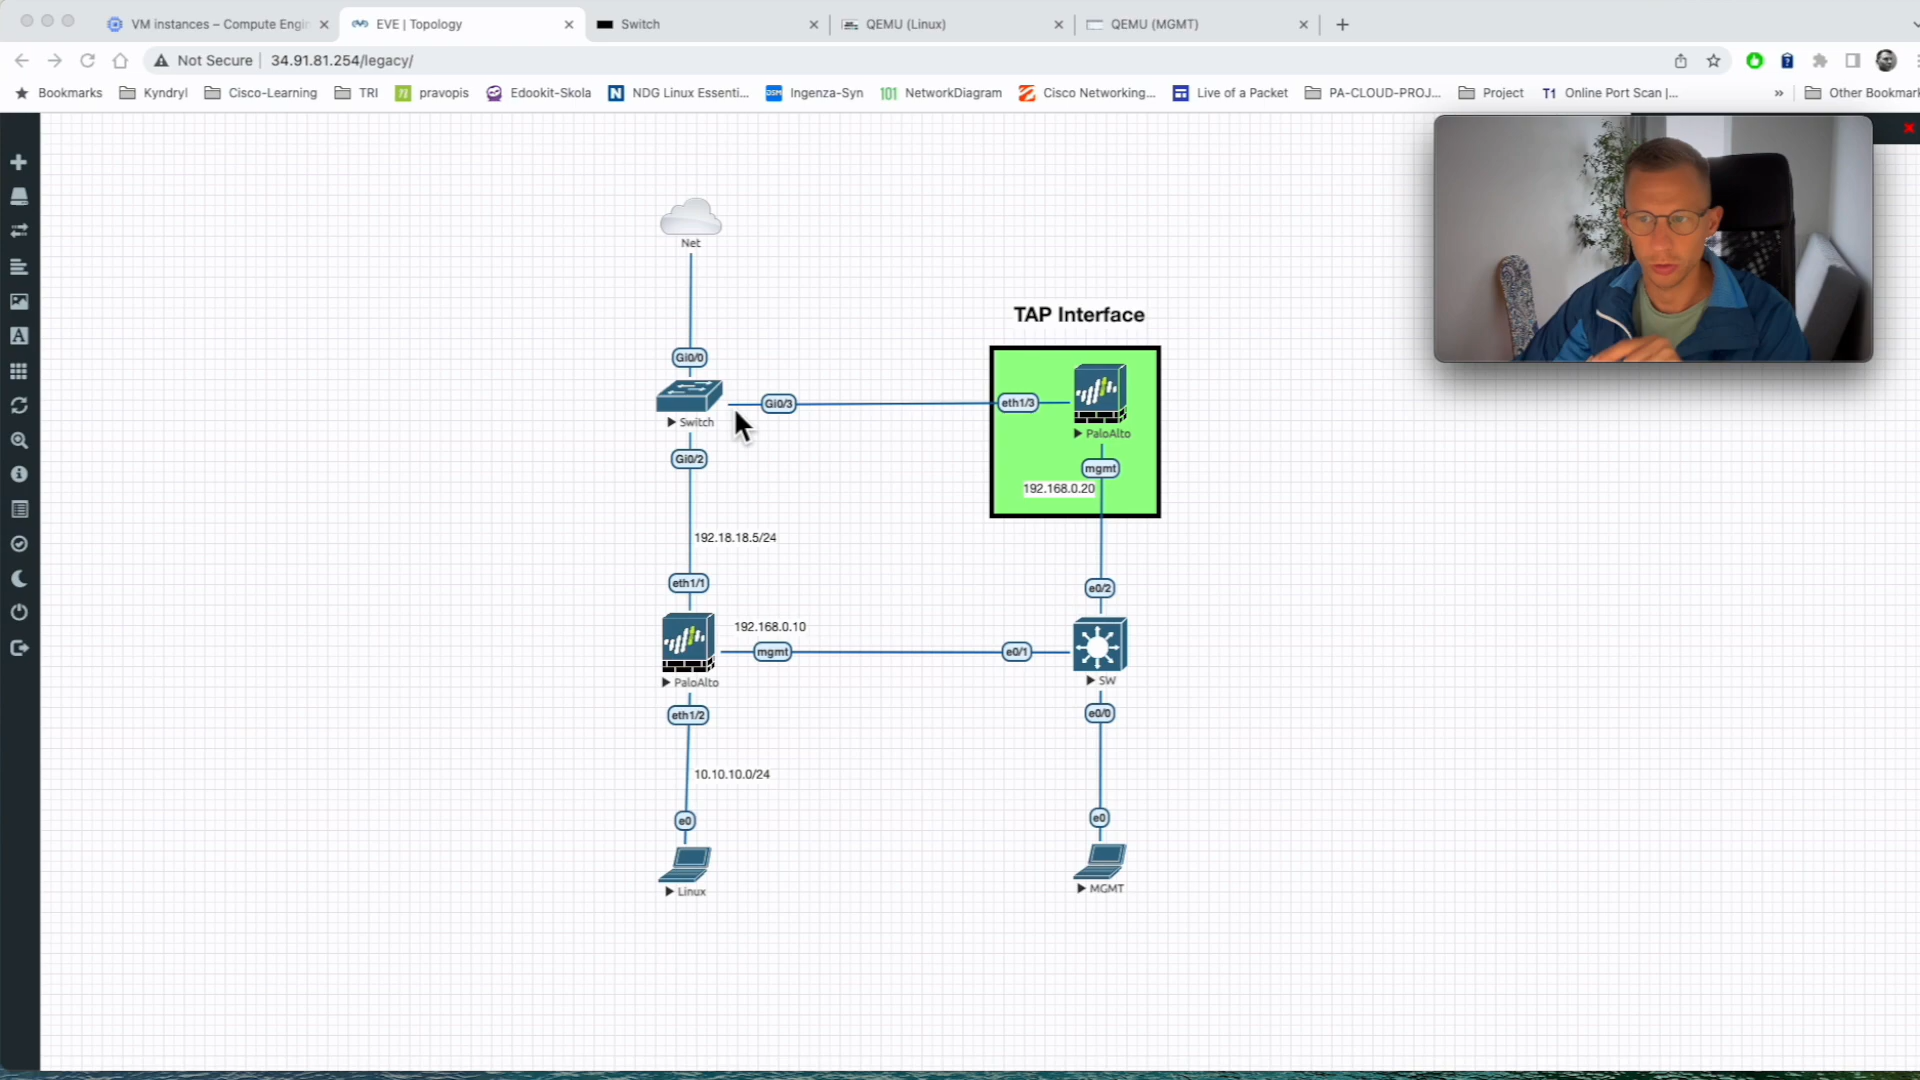 VM instances – Compute Engin
EVE | Topology
Switch
QEMU (Linux)
QEMU (MGMT)
Not Secure
34.91.81.254/legacy/
Bookmarks
Kyndryl
Cisco-Learning
TRI
pravopis
Edookit-Skola
NDG Linux Essenti...
Ingenza-Syn
101 NetworkDiagram
Cisco Networking...
Live of a Packet
PA-CLOUD-PROJ...
Project
T1 Online Port Scan |...
»
Other Bookmark
Net
TAP Interface
Gi0/0
Gi0/3
eth1/3
Switch
PaloAlto
Gi0/2
mgmt
192.168.0.20
192.18.18.5/24
eth1/1
e0/2
192.168.0.10
mgmt
e0/1
PaloAlto
SW
eth1/2
e0/0
10.10.10.0/24
e0
e0
Linux
MGMT